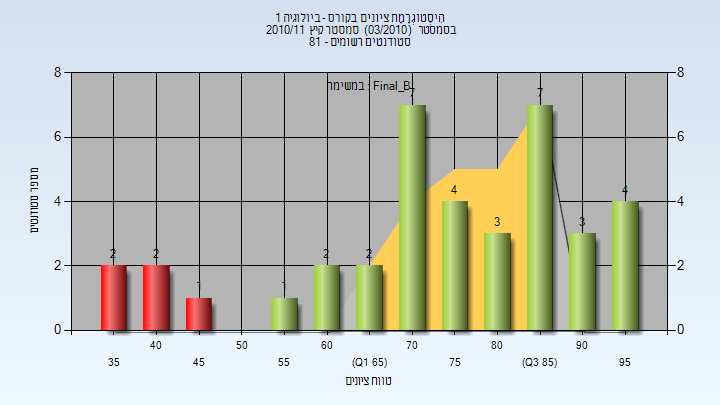 היסטוגרמת ציונים בקורס - ביולוגיה 1
בסמסטר (03/2010) סמסטר קיץ 2010/11
סטודנטים רשומים - 81
במשימה : Final_B
8 8
6 6
4 4
2 2
0 0
מספר סטודנטים
2 2 1 1 2 2 7 4 3 7 3 4
40 50 60 70 80 90
35 45 55 (Q1 65) 75 (Q3 85) 95
טווח ציונים